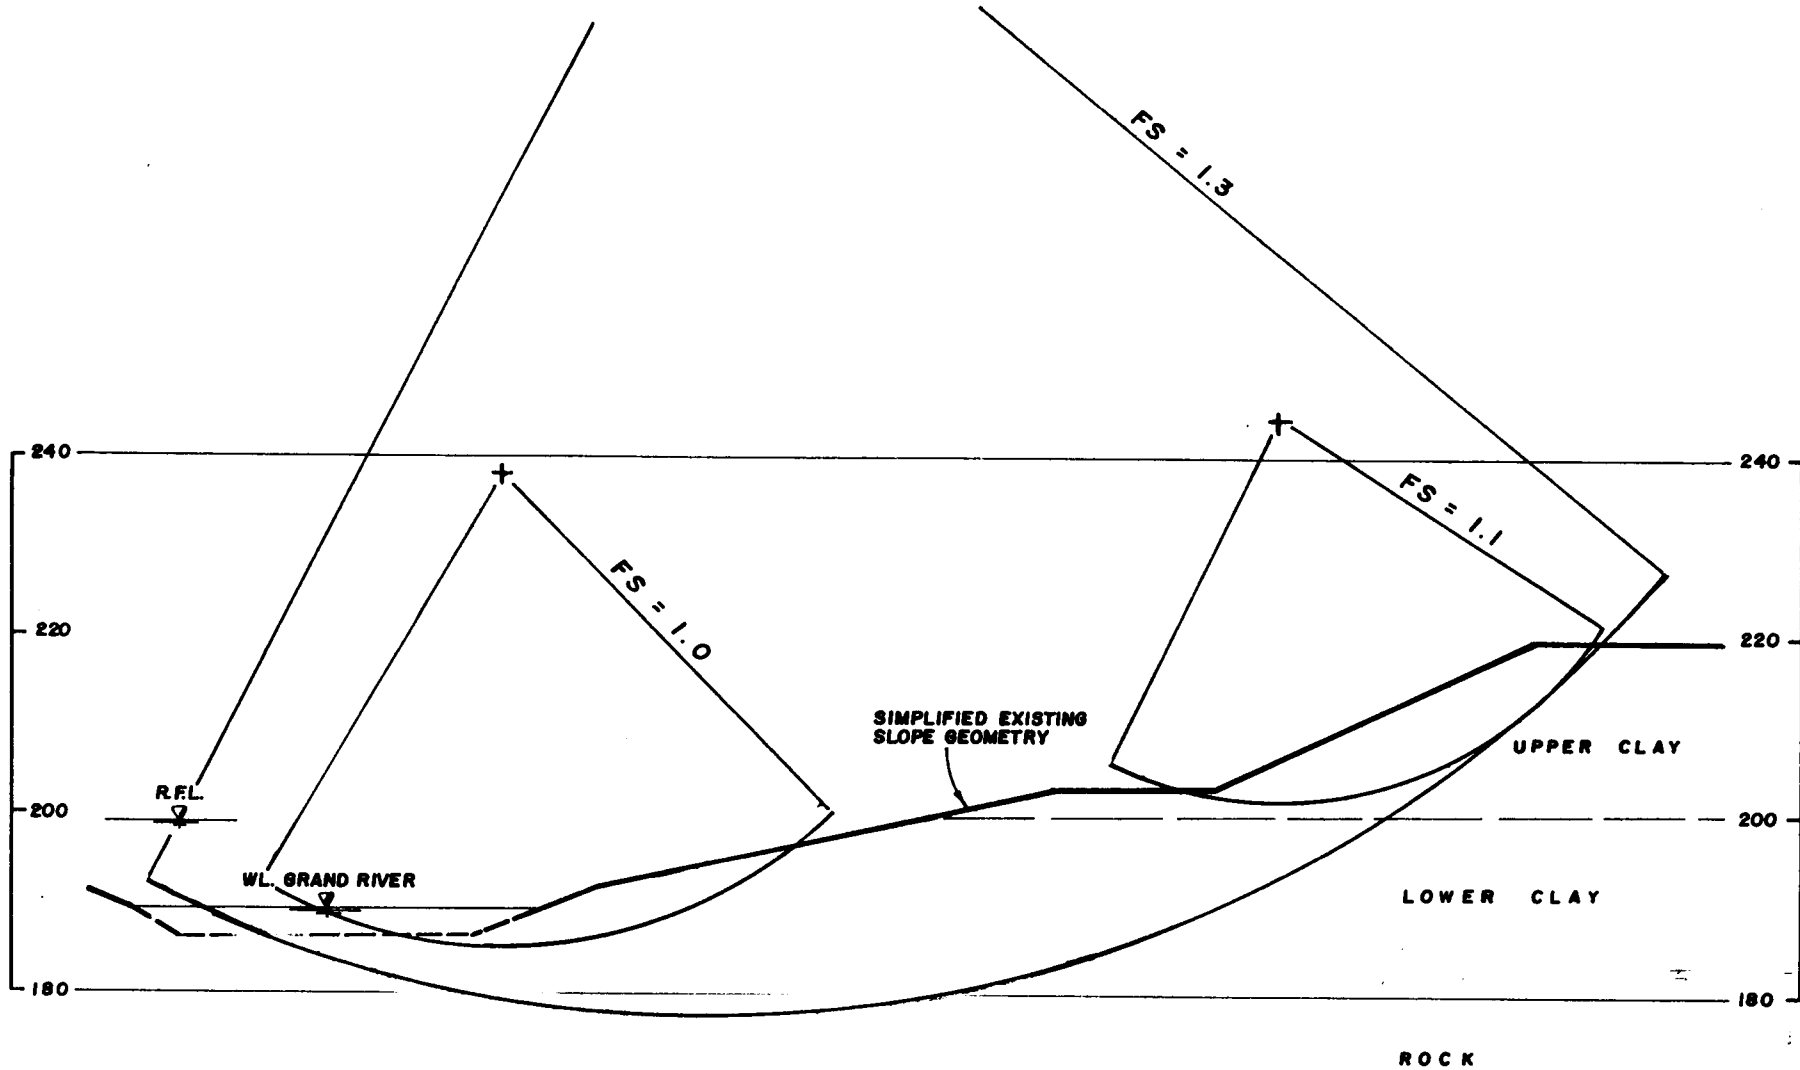 FS = 1.3
240
240
FS = 1.1
FS = 1.0
220
220
SIMPLIFIED EXISTING
SLOPE GEOMETRY
UPPER CLAY
R.F.L.
200
200
WL. GRAND RIVER
LOWER CLAY
180
180
ROCK